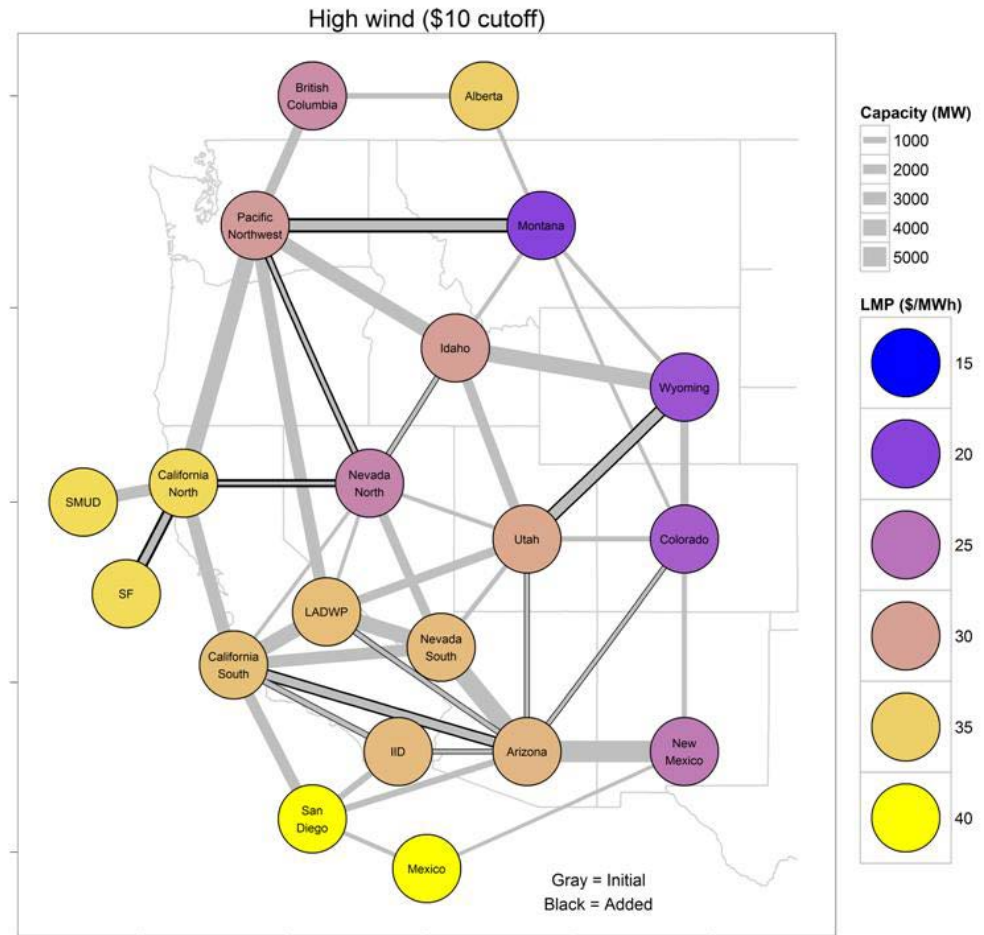 High wind ($10 cutoff)
British
Columbia
Alberta
Pacific
Northwest
Montana
Idaho
Wyoming
SMUD
California
North
Nevada
North
Utah
Colorado
SF
LADWP
California
South
Nevada
South
IID
Arizona
New
Mexico
San
Diego
Mexico
Gray = Initial
Black = Added
Capacity (MW)
1000
2000
3000
4000
5000
LMP ($/MWh)
15
20
25
30
35
40